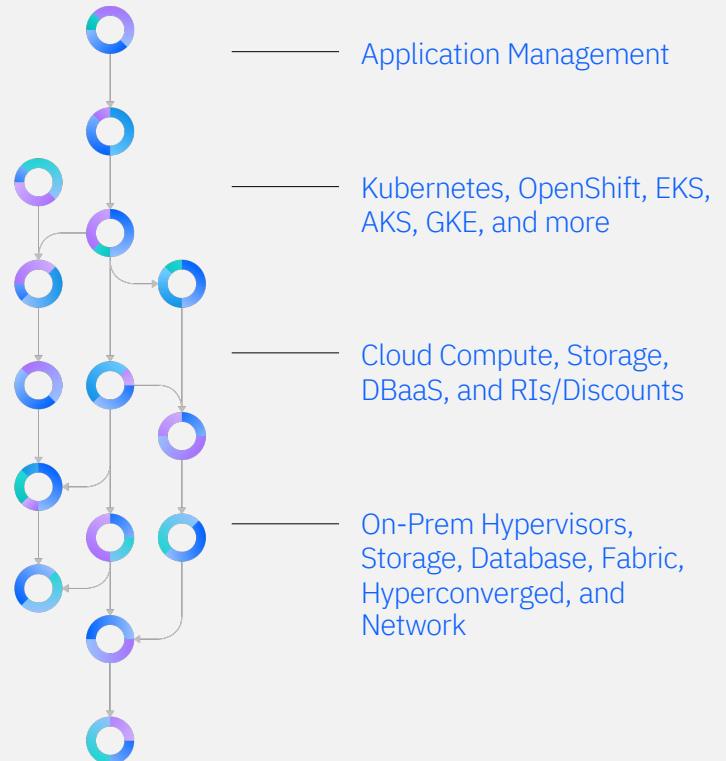 Application Management
Kubernetes, OpenShift, EKS,
AKS, GKE, and more
Cloud Compute, Storage,
DBaaS, and RIs/Discounts
On-Prem Hypervisors,
Storage, Database, Fabric,
Hyperconverged, and
Network